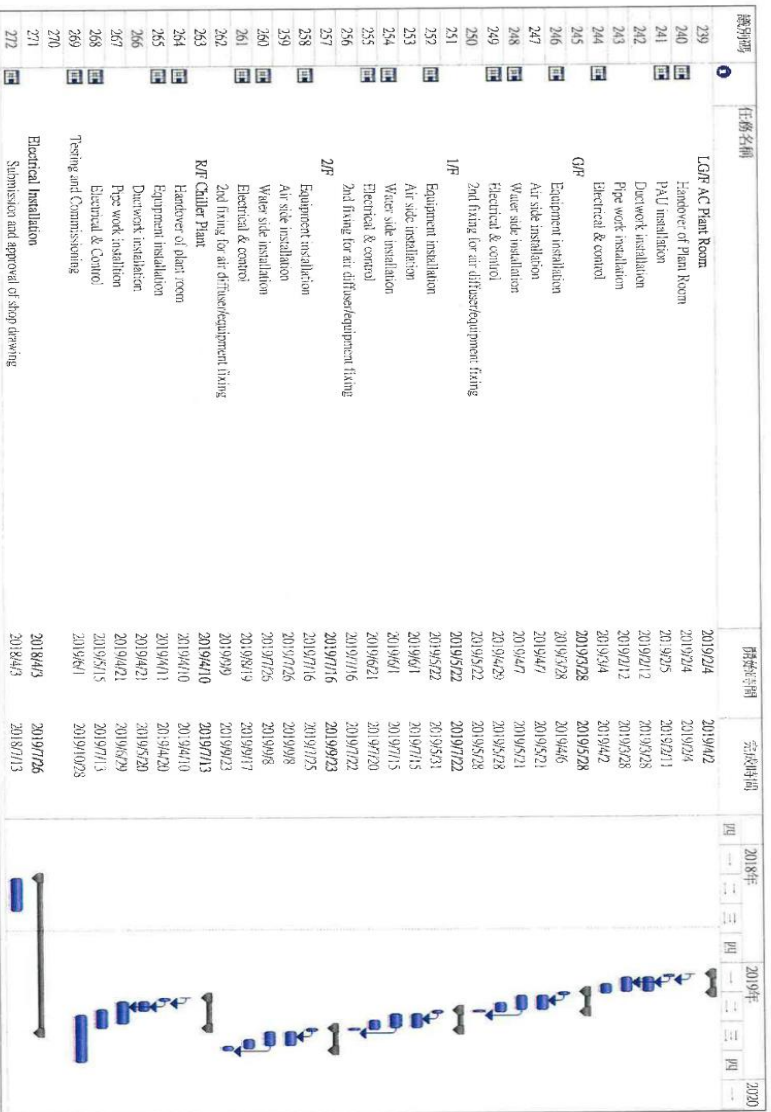 識別碼 任務名稱 開始時間 完成時間 2018年 2019年 2020
四 一 二 三 四 一 二 三 四 一
239 LG/F AC Plant Room 2019/2/4 2019/4/2
240 Handover of Plant Room 2019/2/4 2019/2/4
241 PAU installation 2019/2/5 2019/2/11
242 Ductwork installation 2019/2/12 2019/3/28
243 Pipe work installation 2019/2/12 2019/3/28
244 Electrical & control 2019/3/4 2019/4/2
245 G/F 2019/3/28 2019/5/28
246 Equipment installation 2019/3/28 2019/4/6
247 Air side installation 2019/4/7 2019/5/21
248 Water side installation 2019/4/7 2019/5/21
249 Electrical & control 2019/4/29 2019/5/28
250 2nd fixing for air diffuser/equipment fixing 2019/5/22 2019/5/28
251 1/F 2019/5/22 2019/7/22
252 Equipment installation 2019/5/22 2019/5/31
253 Air side installation 2019/6/1 2019/7/15
254 Water side installation 2019/6/1 2019/7/15
255 Electrical & control 2019/6/21 2019/7/20
256 2nd fixing for air diffuser/equipment fixing 2019/7/16 2019/7/22
257 2/F 2019/7/16 2019/9/23
258 Equipment installation 2019/7/16 2019/7/25
259 Air side installation 2019/7/26 2019/9/8
260 Water side installation 2019/7/26 2019/9/8
261 Electrical & control 2019/8/19 2019/9/17
262 2nd fixing for air diffuser/equipment fixing 2019/9/9 2019/9/23
263 R/F Chiller Plant 2019/4/10 2019/7/13
264 Handover of plant room 2019/4/10 2019/4/10
265 Equipment installation 2019/4/11 2019/4/20
266 Ductwork installation 2019/4/21 2019/5/20
267 Pipe work installtion 2019/4/21 2019/6/29
268 Electrical & Control 2019/5/15 2019/7/13
269 Testing and Commissioning 2019/6/1 2019/10/28
270
271 Electrical Installation 2018/4/3 2019/7/26
272 Submission and approval of shop drawing 2018/4/3 2018/7/13